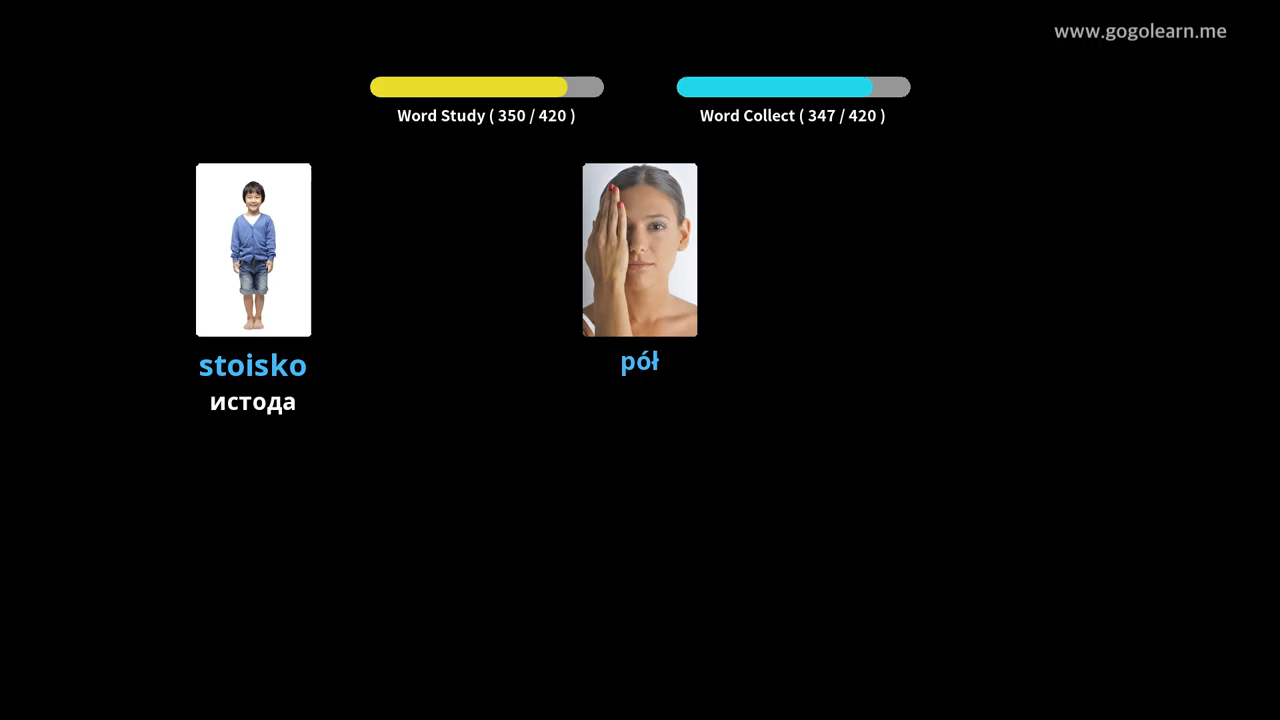 www.gogolearn.me
Word Study ( 350 / 420 )
Word Collect ( 347 / 420 )
stoisko
истода
pół